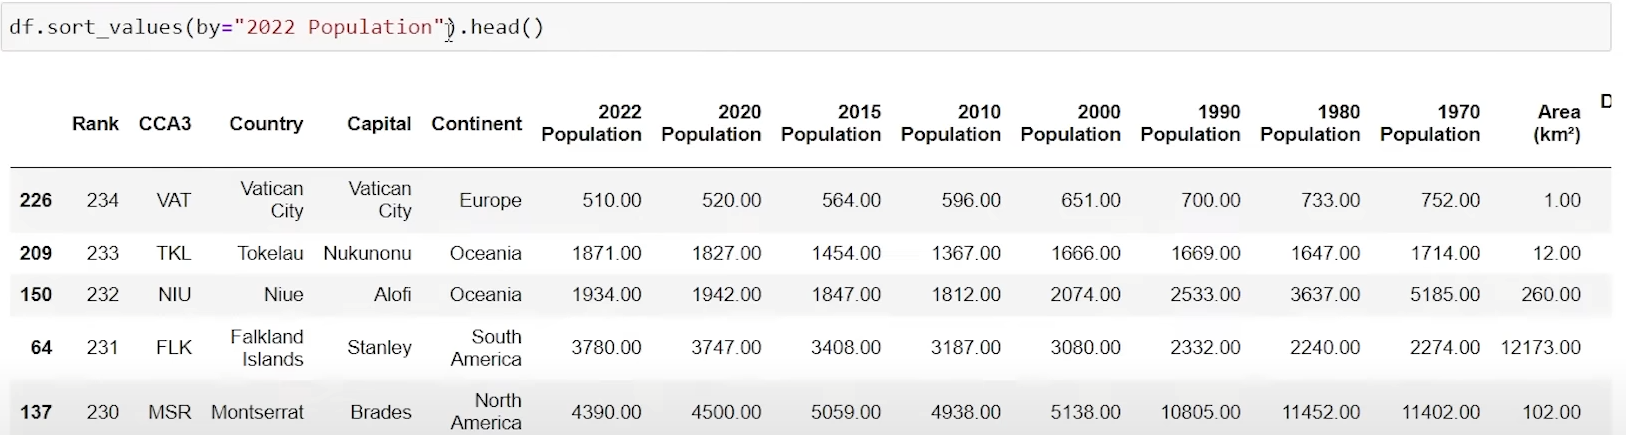 df.sort_values(by="2022 Population").head()
Rank CCA3 Country Capital Continent 2022 Population 2020 Population 2015 Population 2010 Population 2000 Population 1990 Population 1980 Population 1970 Population Area (km²) D
226 234 VAT Vatican City Vatican City Europe 510.00 520.00 564.00 596.00 651.00 700.00 733.00 752.00 1.00
209 233 TKL Tokelau Nukunonu Oceania 1871.00 1827.00 1454.00 1367.00 1666.00 1669.00 1647.00 1714.00 12.00
150 232 NIU Niue Alofi Oceania 1934.00 1942.00 1847.00 1812.00 2074.00 2533.00 3637.00 5185.00 260.00
64 231 FLK Falkland Islands Stanley South America 3780.00 3747.00 3408.00 3187.00 3080.00 2332.00 2240.00 2274.00 12173.00
137 230 MSR Montserrat Brades North America 4390.00 4500.00 5059.00 4938.00 5138.00 10805.00 11452.00 11402.00 102.00